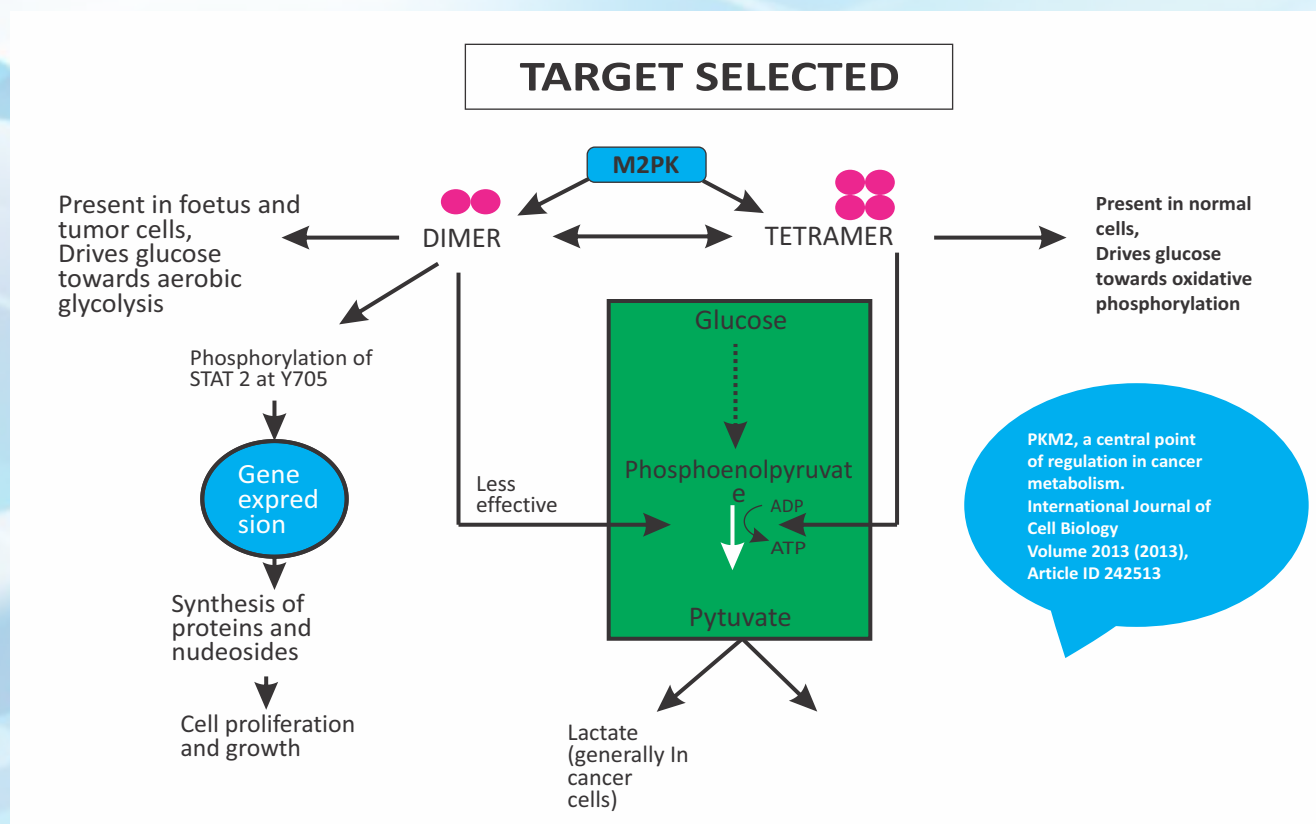 TARGET SELECTED
M2PK
Present in foetus and
tumor cells,
Drives glucose
towards aerobic
glycolysis
DIMER
TETRAMER
Present in normal
cells,
Drives glucose
towards oxidative
phosphorylation
Phosphorylation of
STAT 2 at Y705
Gene
expred
sion
Synthesis of
proteins and
nudeosides
Cell proliferation
and growth
Less
effective
Glucose
Phosphoenolpyruvat
e
ADP
ATP
Pytuvate
Lactate
(generally In
cancer
cells)
PKM2, a central point
of regulation in cancer
metabolism.
International Journal of
Cell Biology
Volume 2013 (2013),
Article ID 242513